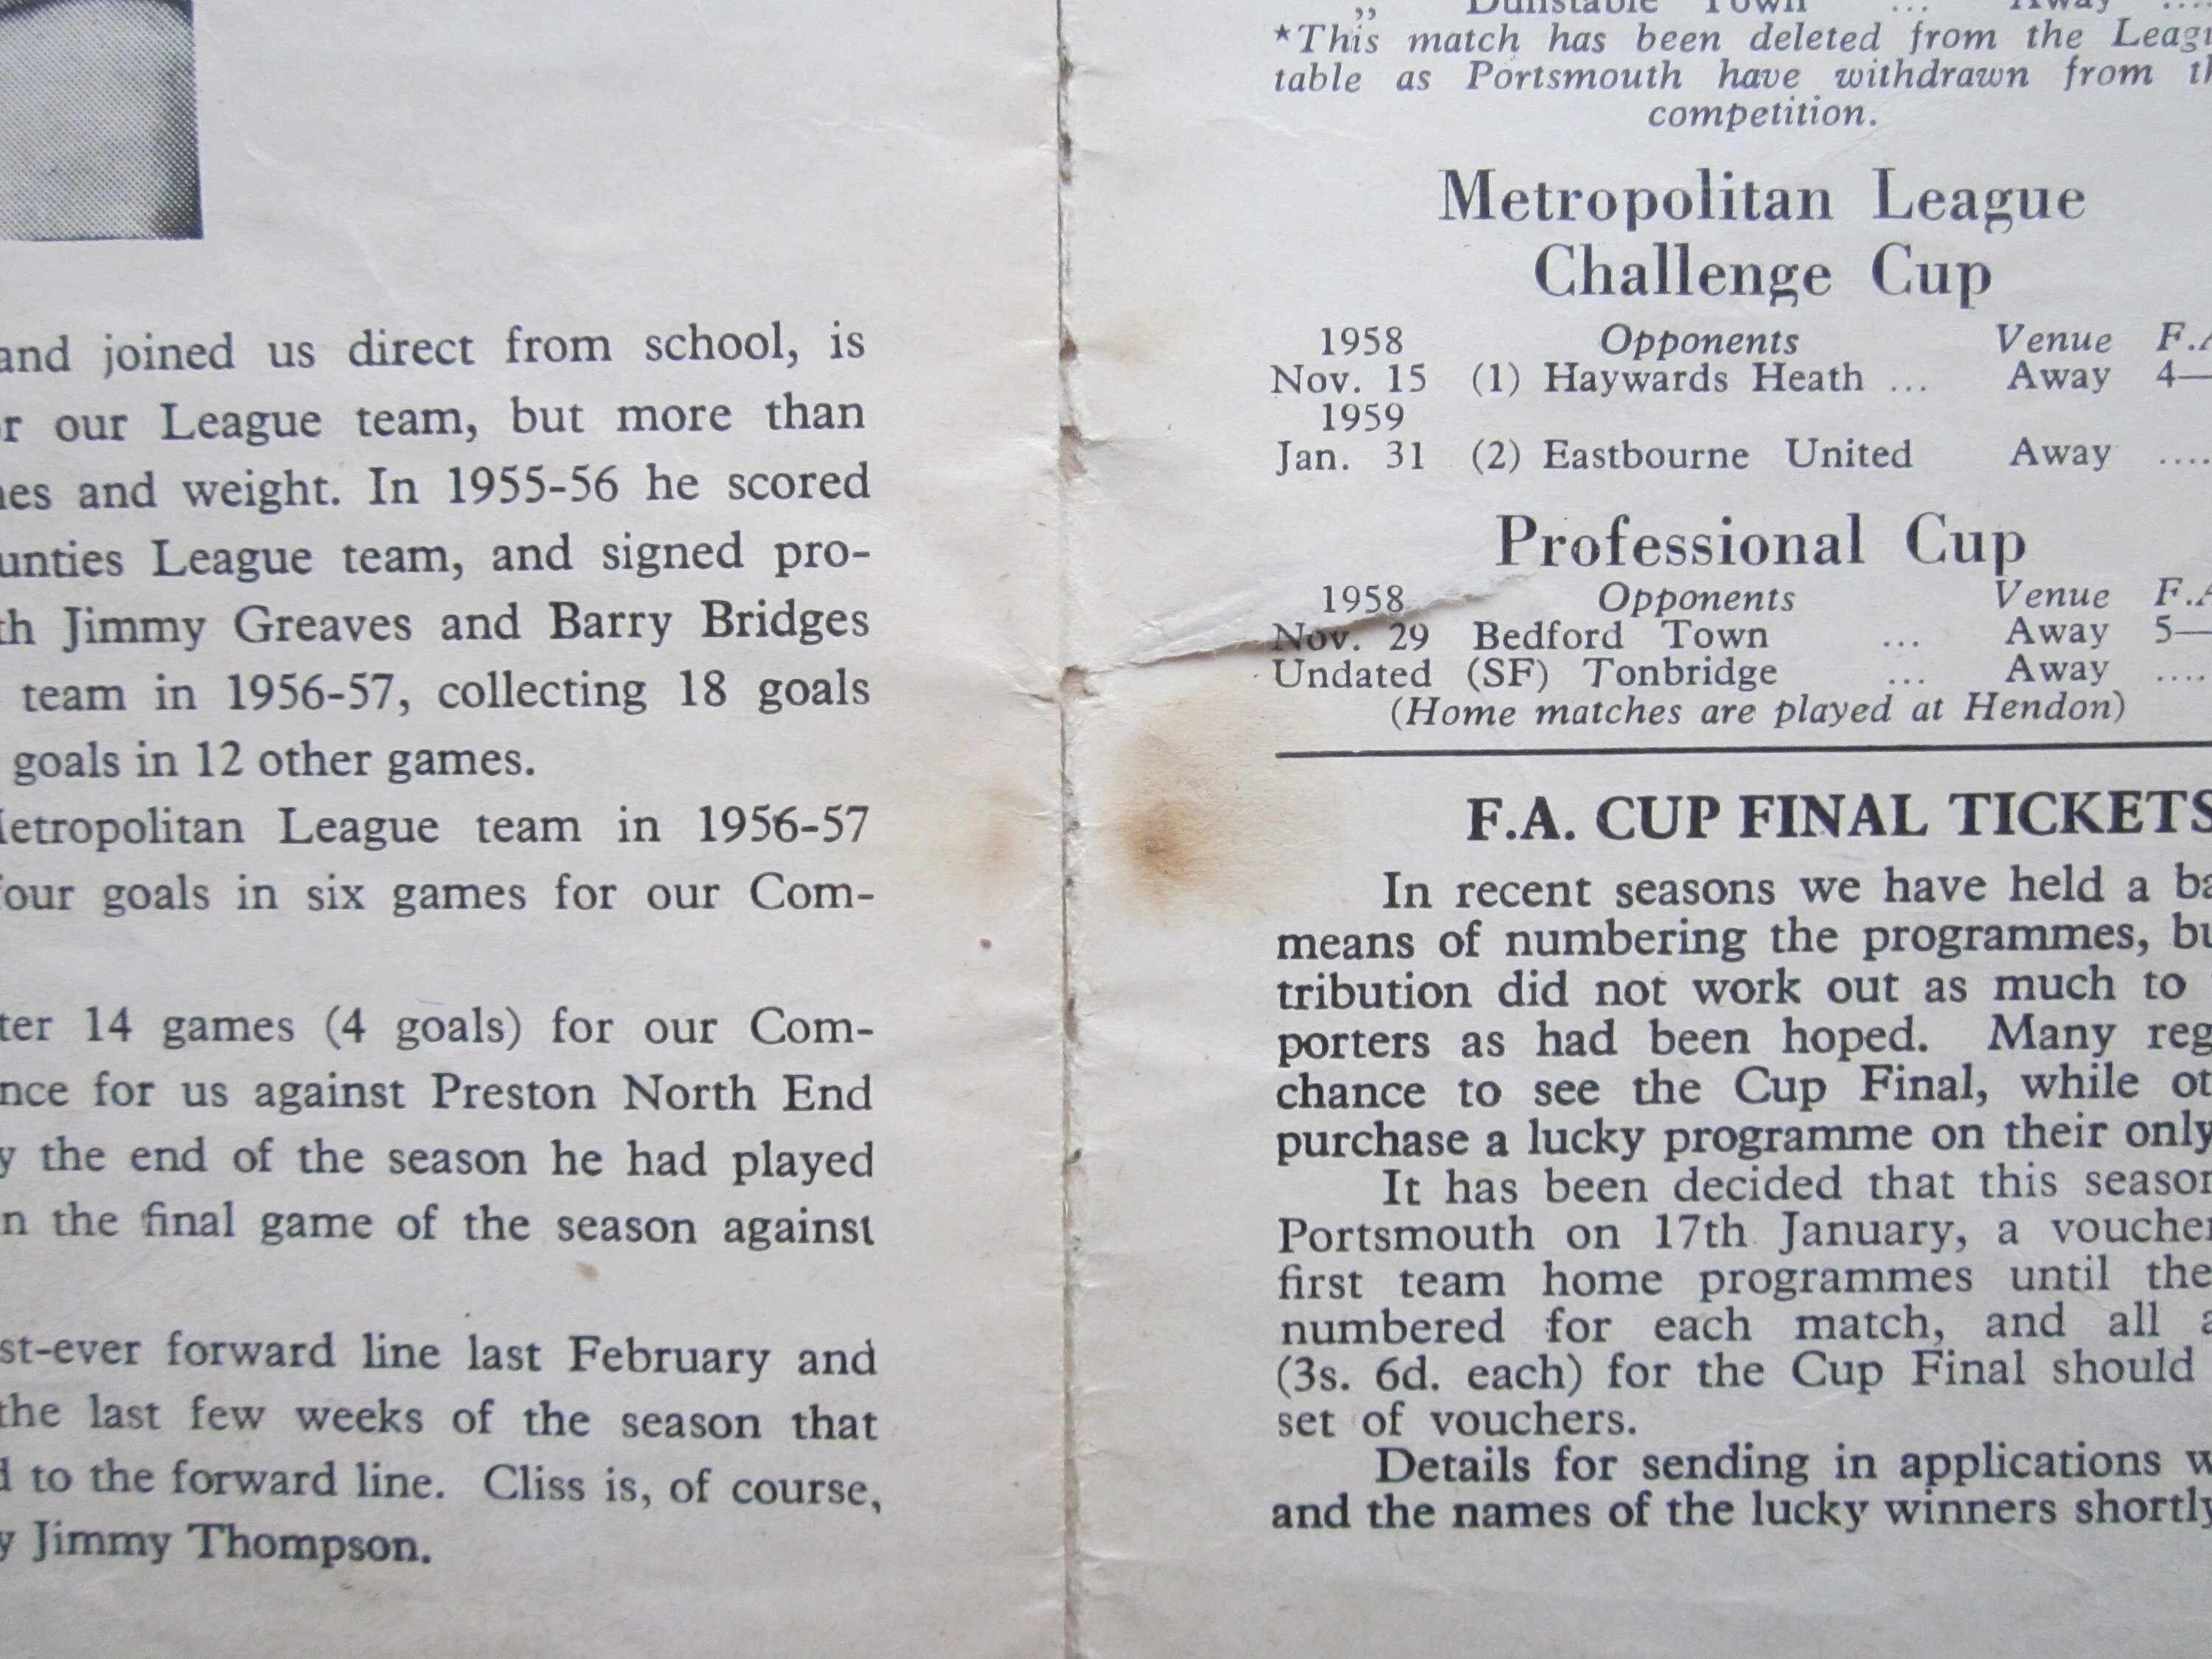 and joined us direct from school, is
our League team, but more than
and weight. In 1955-56 he scored
League team, and signed pro-
Jimmy Greaves and Barry Bridges
team in 1956-57, collecting 18 goals
goals in 12 other games.
Metropolitan League team in 1956-57
four goals in six games for our Com-
14 games (4 goals) for our Com-
for us against Preston North End
the end of the season he had played
the final game of the season against
forward line last February and
the last few weeks of the season that
to the forward line. Cliss is, of course,
Jimmy Thompson.
,, Dunstable Town ... Away
*This match has been deleted from the
table as Portsmouth have withdrawn from
competition.
Metropolitan League
Challenge Cup
1958 Opponents Venue F.
Nov. 15 (1) Haywards Heath ... Away 4—
1959
Jan. 31 (2) Eastbourne United Away ....
Professional Cup
1958 Opponents Venue F.
Nov. 29 Bedford Town ... Away 5—
Undated (SF) Tonbridge ... Away ....
(Home matches are played at Hendon)
F.A. CUP FINAL TICKETS
In recent seasons we have held a
means of numbering the programmes,
tribution did not work out as much to
porters as had been hoped. Many
chance to see the Cup Final, while
purchase a lucky programme on their only
It has been decided that this season
Portsmouth on 17th January, a voucher
first team home programmes until the
numbered for each match, and all
(3s. 6d. each) for the Cup Final should
set of vouchers.
Details for sending in applications
and the names of the lucky winners shortly